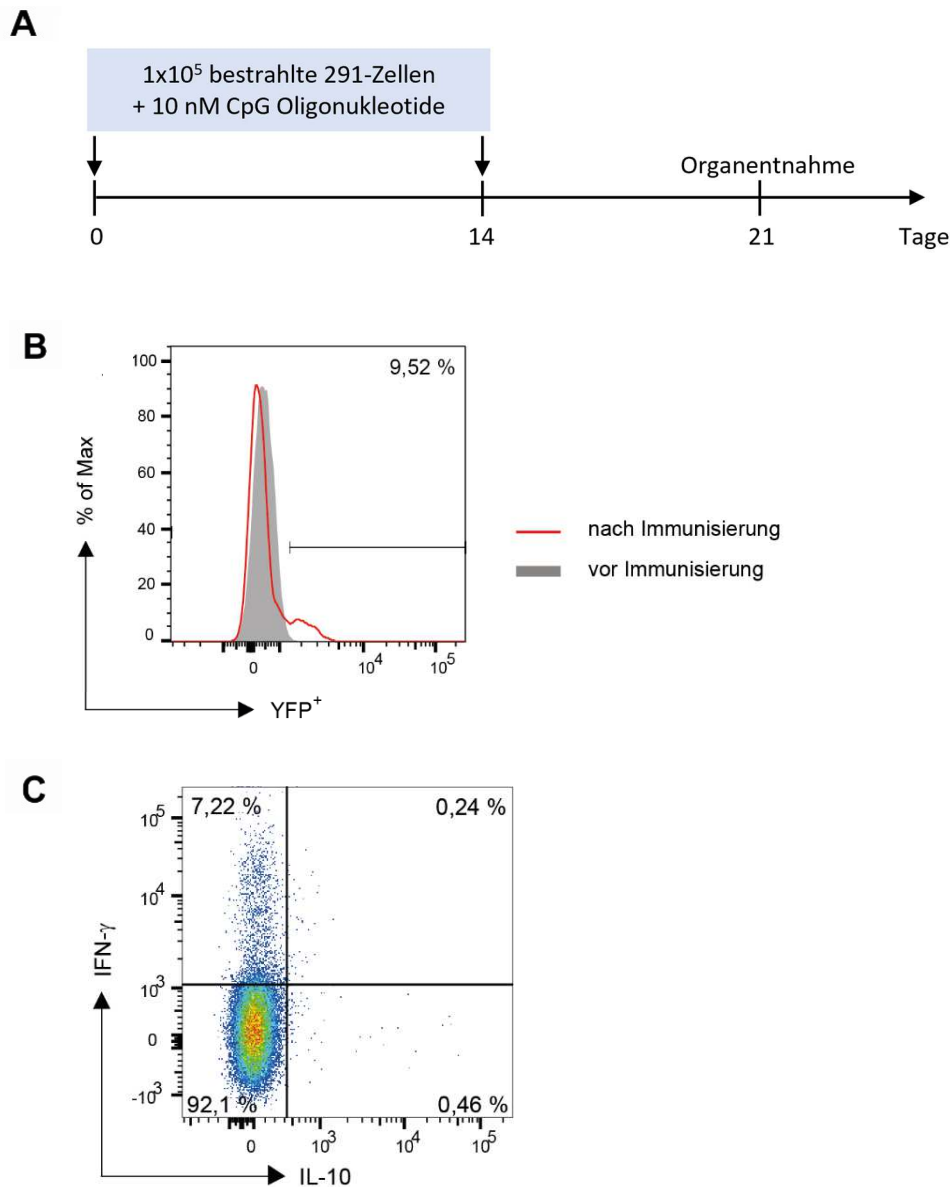 A
1x10⁵ bestrahlte 291-Zellen
+ 10 nM CpG Oligonukleotide
Organentnahme
0 14 21 Tage
B
9,52 %
100
80
60
40
20
0
% of Max
0 10⁴ 10⁵
YFP⁺
nach Immunisierung
vor Immunisierung
C
7,22 % 0,24 %
10⁵
10⁴
10³
0
-10³
IFN-γ
92,1 % 0,46 %
0 10³ 10⁴ 10⁵
IL-10